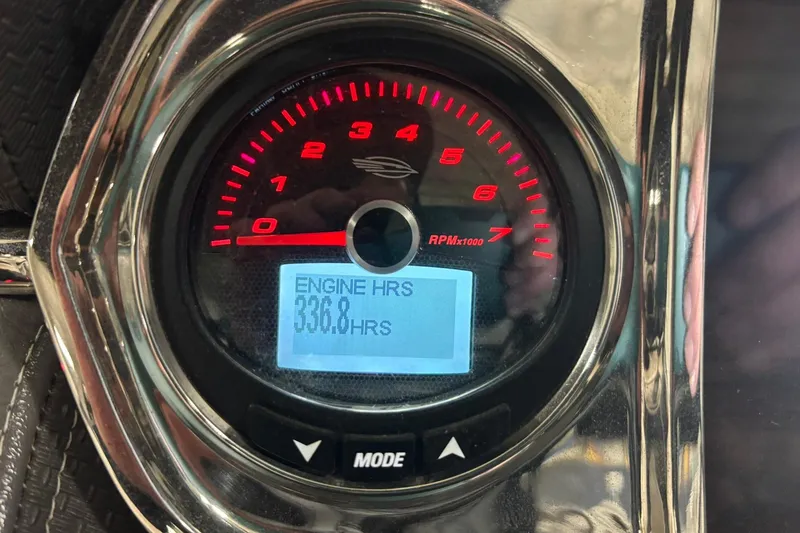 0 1 2 3 4 5 6 7
RPMx1000
ENGINE HRS
336.8HRS
MODE